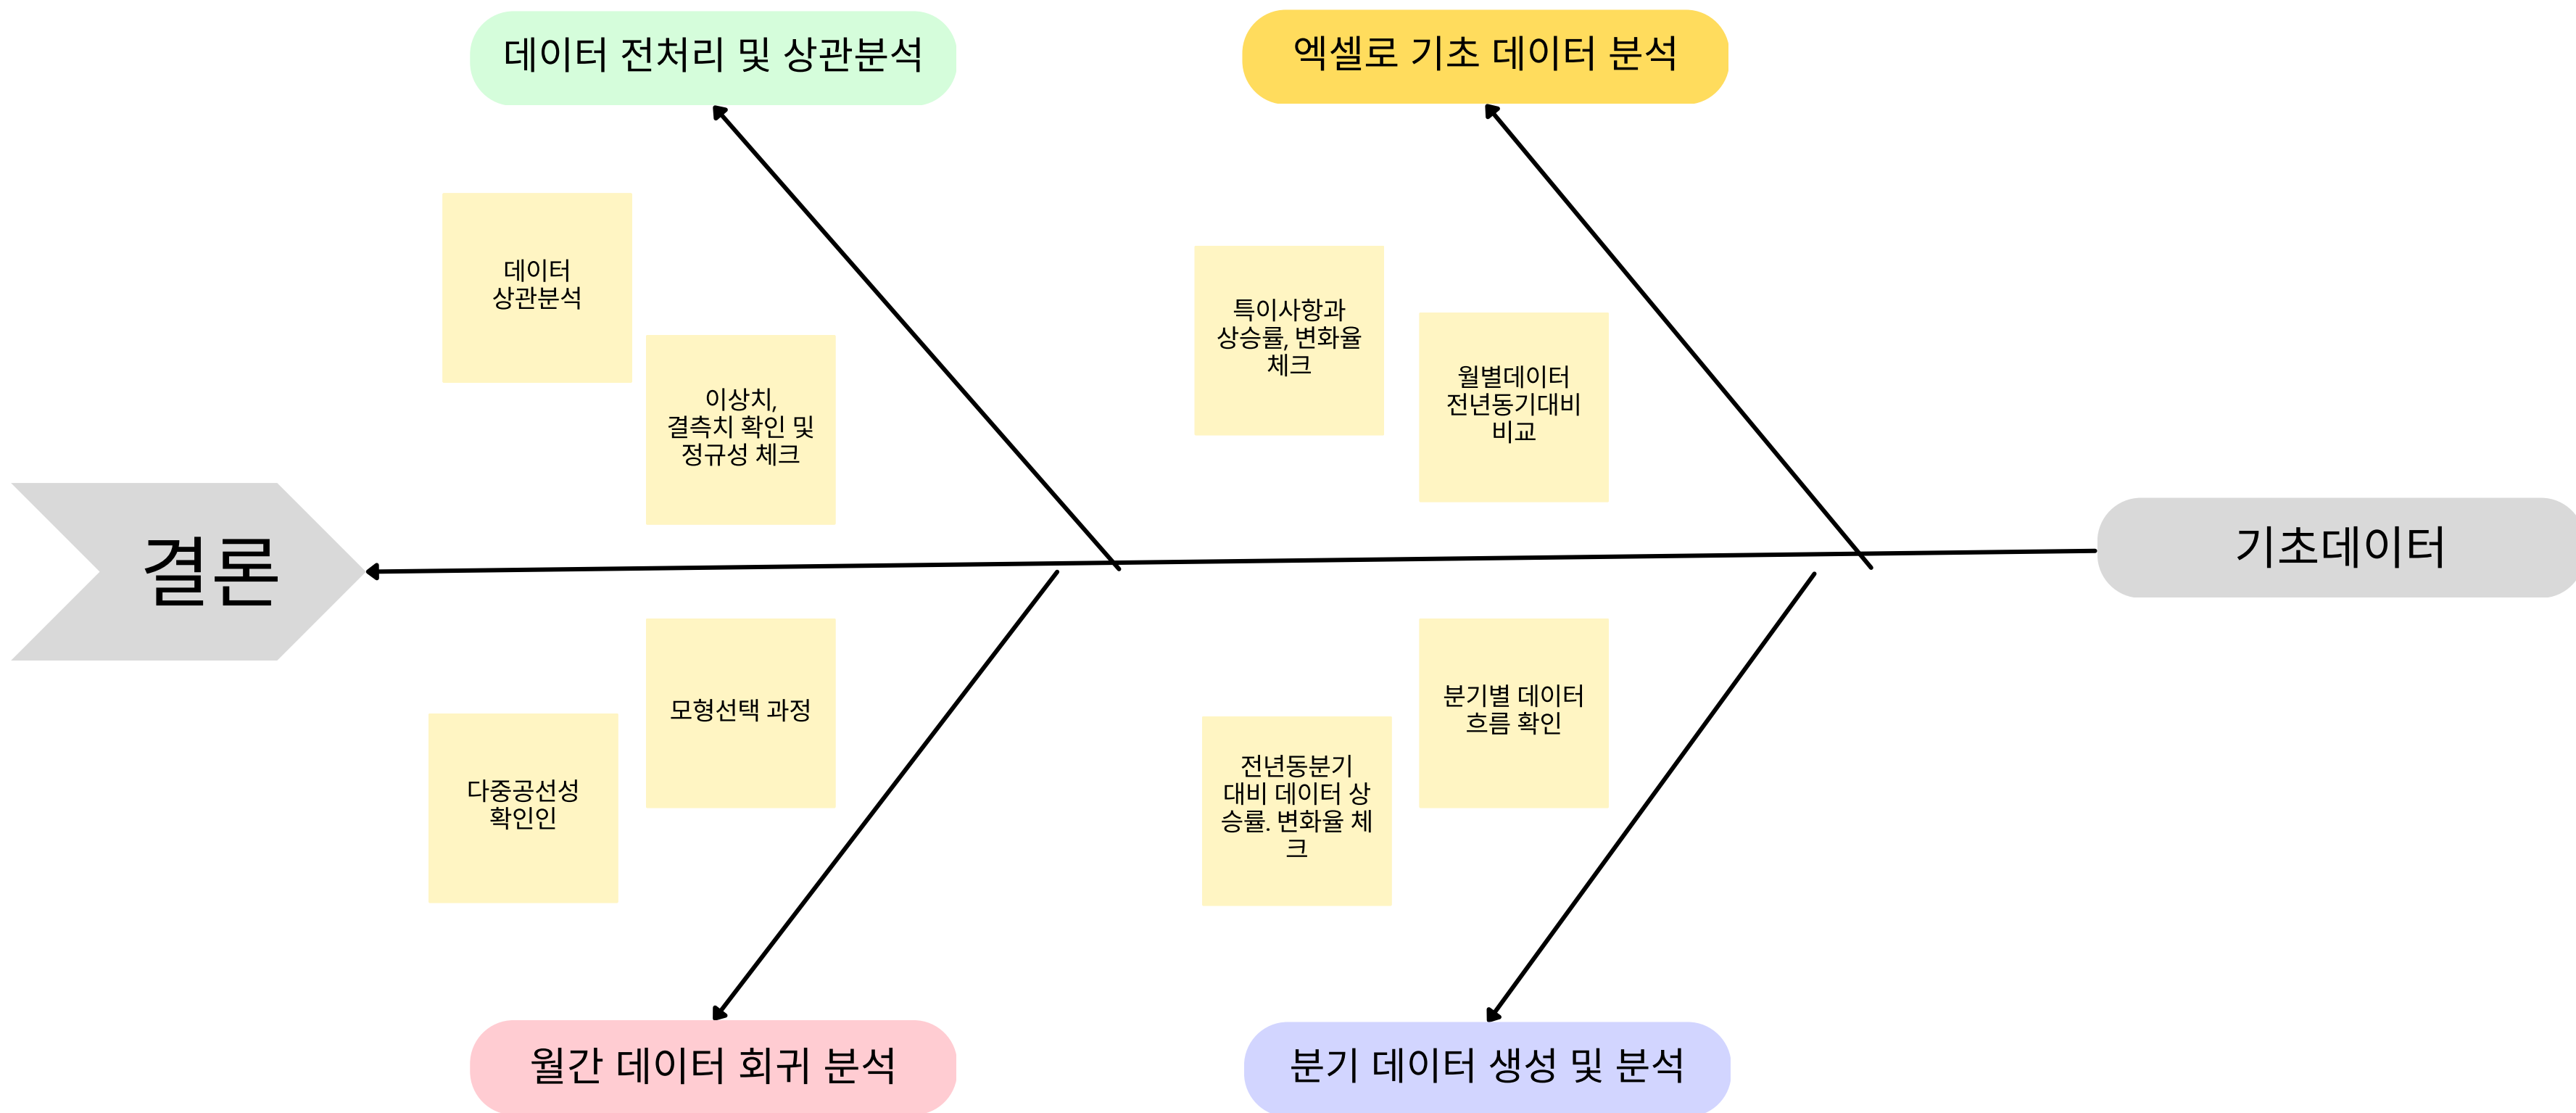 데이터 전처리 및 상관분석
엑셀로 기초 데이터 분석
데이터
상관분석
이상치,
결측치 확인 및
정규성 체크
특이사항과
상승률, 변화율
체크
월별데이터
전년동기대비
비교
결론
기초데이터
다중공선성
확인인
모형선택 과정
전년동분기
대비 데이터 상
승률. 변화율 체
크
분기별 데이터
흐름 확인
월간 데이터 회귀 분석
분기 데이터 생성 및 분석